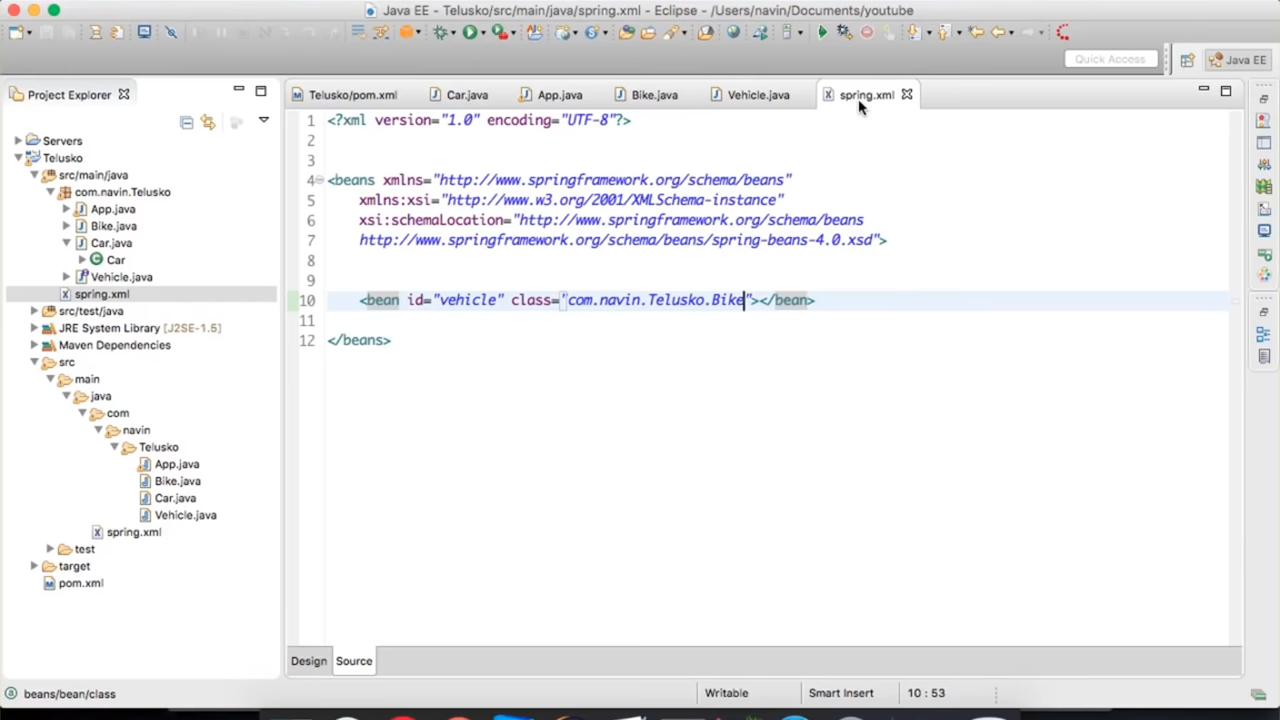 Java EE - Telusko/src/main/java/spring.xml - Eclipse - /Users/navin/Documents/youtube
Quick Access
Java EE
Project Explorer
Telusko/pom.xml
Car.java
App.java
Bike.java
Vehicle.java
spring.xml
Servers
Telusko
src/main/java
com.navin.Telusko
App.java
Bike.java
Car.java
Car
Vehicle.java
spring.xml
src/test/java
JRE System Library [J2SE-1.5]
Maven Dependencies
src
main
java
com
navin
Telusko
App.java
Bike.java
Car.java
Vehicle.java
spring.xml
test
target
pom.xml
1 <?xml version="1.0" encoding="UTF-8"?>
2
3
4 <beans xmlns="http://www.springframework.org/schema/beans"
5 xmlns:xsi="http://www.w3.org/2001/XMLSchema-instance"
6 xsi:schemaLocation="http://www.springframework.org/schema/beans
7 http://www.springframework.org/schema/beans/spring-beans-4.0.xsd">
8
9
10 <bean id="vehicle" class="com.navin.Telusko.Bike"></bean>
11
12 </beans>
Design
Source
beans/bean/class
Writable
Smart Insert
10 : 53